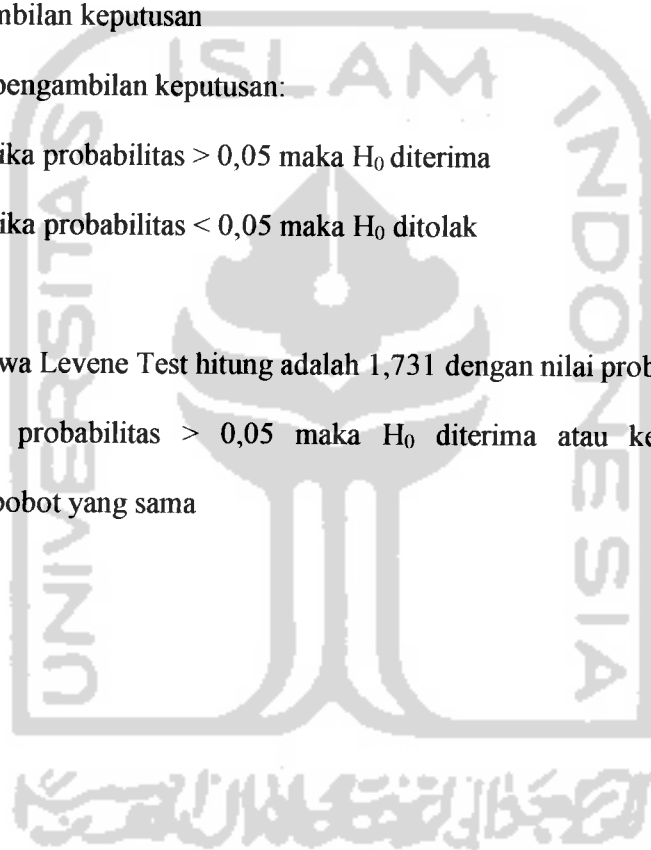 mbilan keputusan
pengambilan keputusan:
ika probabilitas > 0,05 maka H₀ diterima
ika probabilitas < 0,05 maka H₀ ditolak
wa Levene Test hitung adalah 1,731 dengan nilai prob
probabilitas > 0,05 maka H₀ diterima atau ke
bobot yang sama
ISLAM
UNIVERSITAS
INDONESIA